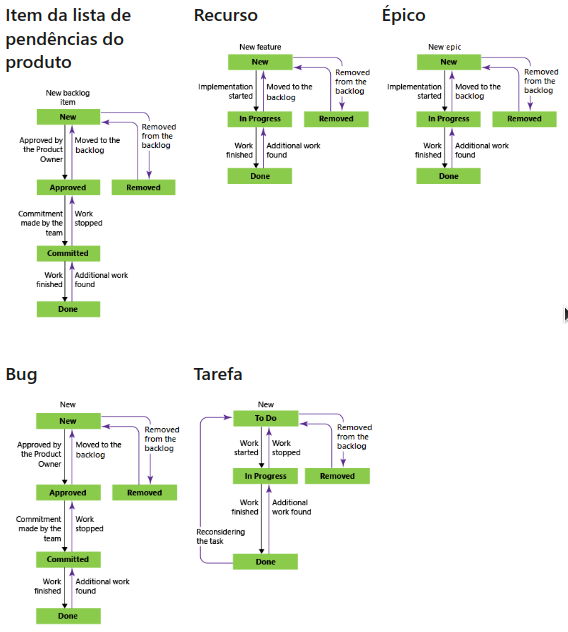 Item da lista de
pendências do
produto
New backlog
item
New
Removed
from the
backlog
Approved by
the Product
Owner
Moved to the
backlog
Approved
Removed
Commitment
made by the
team
Work
stopped
Committed
Work
finished
Additional work
found
Done
Recurso
New feature
New
Removed
from the
backlog
Implementation
started
Moved to the
backlog
In Progress
Removed
Work
finished
Additional work
found
Done
Épico
New epic
New
Removed
from the
backlog
Implementation
started
Moved to the
backlog
In Progress
Removed
Work
finished
Additional work
found
Done
Bug
New
New
Removed
from the
backlog
Approved by
the Product
Owner
Moved to the
backlog
Approved
Removed
Commitment
made by the
team
Work
stopped
Committed
Work
finished
Additional work
found
Done
Tarefa
New
To Do
Removed
from the
backlog
Work
started
Work
stopped
In Progress
Removed
Work
finished
Additional
work found
Reconsidering
the task
Done